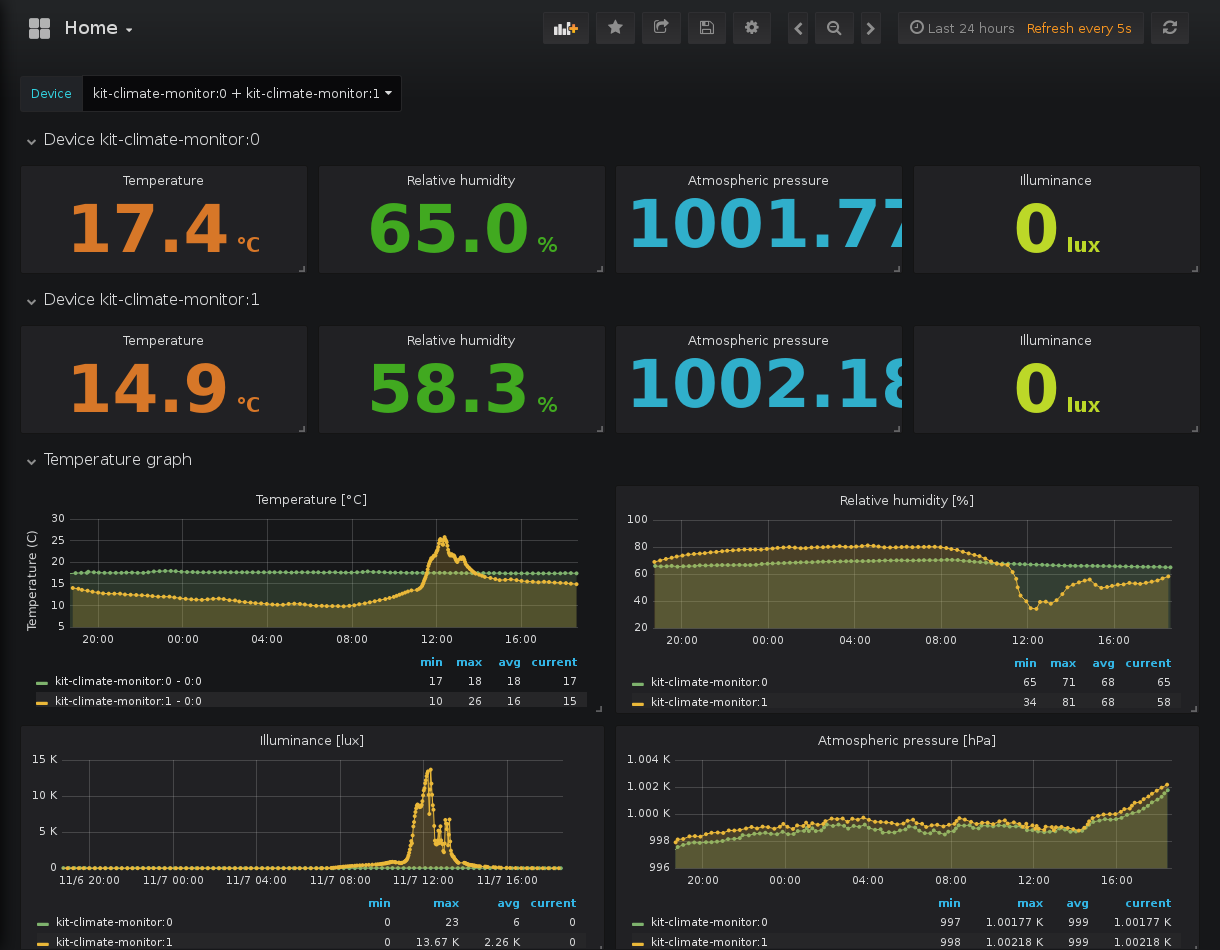 Home
Last 24 hours Refresh every 5s
Device kit-climate-monitor:0 + kit-climate-monitor:1
Device kit-climate-monitor:0
Temperature Relative humidity Atmospheric pressure Illuminance
17.4 °C 65.0 % 1001.77 0 lux
Device kit-climate-monitor:1
Temperature Relative humidity Atmospheric pressure Illuminance
14.9 °C 58.3 % 1002.18 0 lux
Temperature graph
Temperature [°C]
Temperature (C)
30
25
20
15
10
5
20:00 00:00 04:00 08:00 12:00 16:00
min max avg current
kit-climate-monitor:0 - 0:0 17 18 18 17
kit-climate-monitor:1 - 0:0 10 26 16 15
Relative humidity [%]
100
80
60
40
20
20:00 00:00 04:00 08:00 12:00 16:00
min max avg current
kit-climate-monitor:0 65 71 68 65
kit-climate-monitor:1 34 81 68 58
Illuminance [lux]
15 K
10 K
5 K
0
11/6 20:00 11/7 00:00 11/7 04:00 11/7 08:00 11/7 12:00 11/7 16:00
min max avg current
kit-climate-monitor:0 0 23 6 0
kit-climate-monitor:1 0 13.67 K 2.26 K 0
Atmospheric pressure [hPa]
1.004 K
1.002 K
1.000 K
998
996
20:00 00:00 04:00 08:00 12:00 16:00
min max avg current
kit-climate-monitor:0 997 1.00177 K 999 1.00177 K
kit-climate-monitor:1 998 1.00218 K 999 1.00218 K